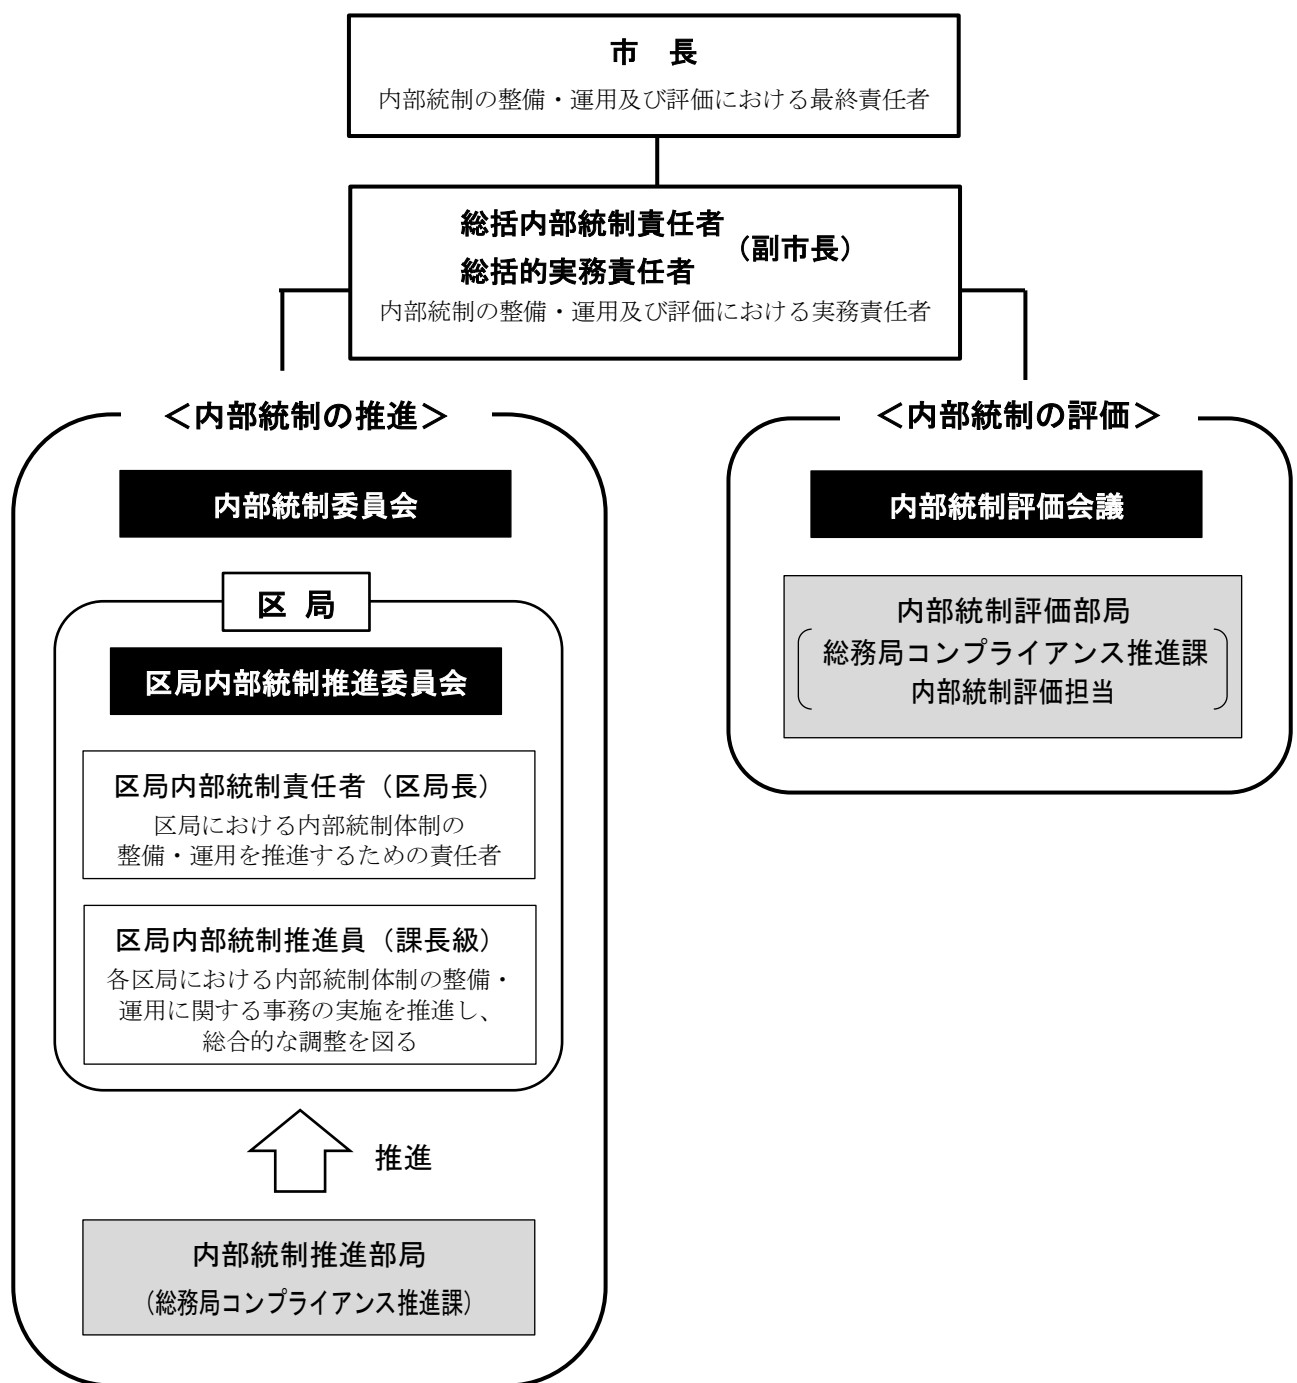 市　長
内部統制の整備・運用及び評価における最終責任者
総括内部統制責任者
総括的実務責任者
（副市長）
内部統制の整備・運用及び評価における実務責任者
＜内部統制の推進＞
内部統制委員会
区 局
区局内部統制推進委員会
区局内部統制責任者（区局長）
区局における内部統制体制の
整備・運用を推進するための責任者
区局内部統制推進員（課長級）
各区局における内部統制体制の整備・
運用に関する事務の実施を推進し、
総合的な調整を図る
推進
内部統制推進部局
（総務局コンプライアンス推進課）
＜内部統制の評価＞
内部統制評価会議
内部統制評価部局
総務局コンプライアンス推進課
内部統制評価担当